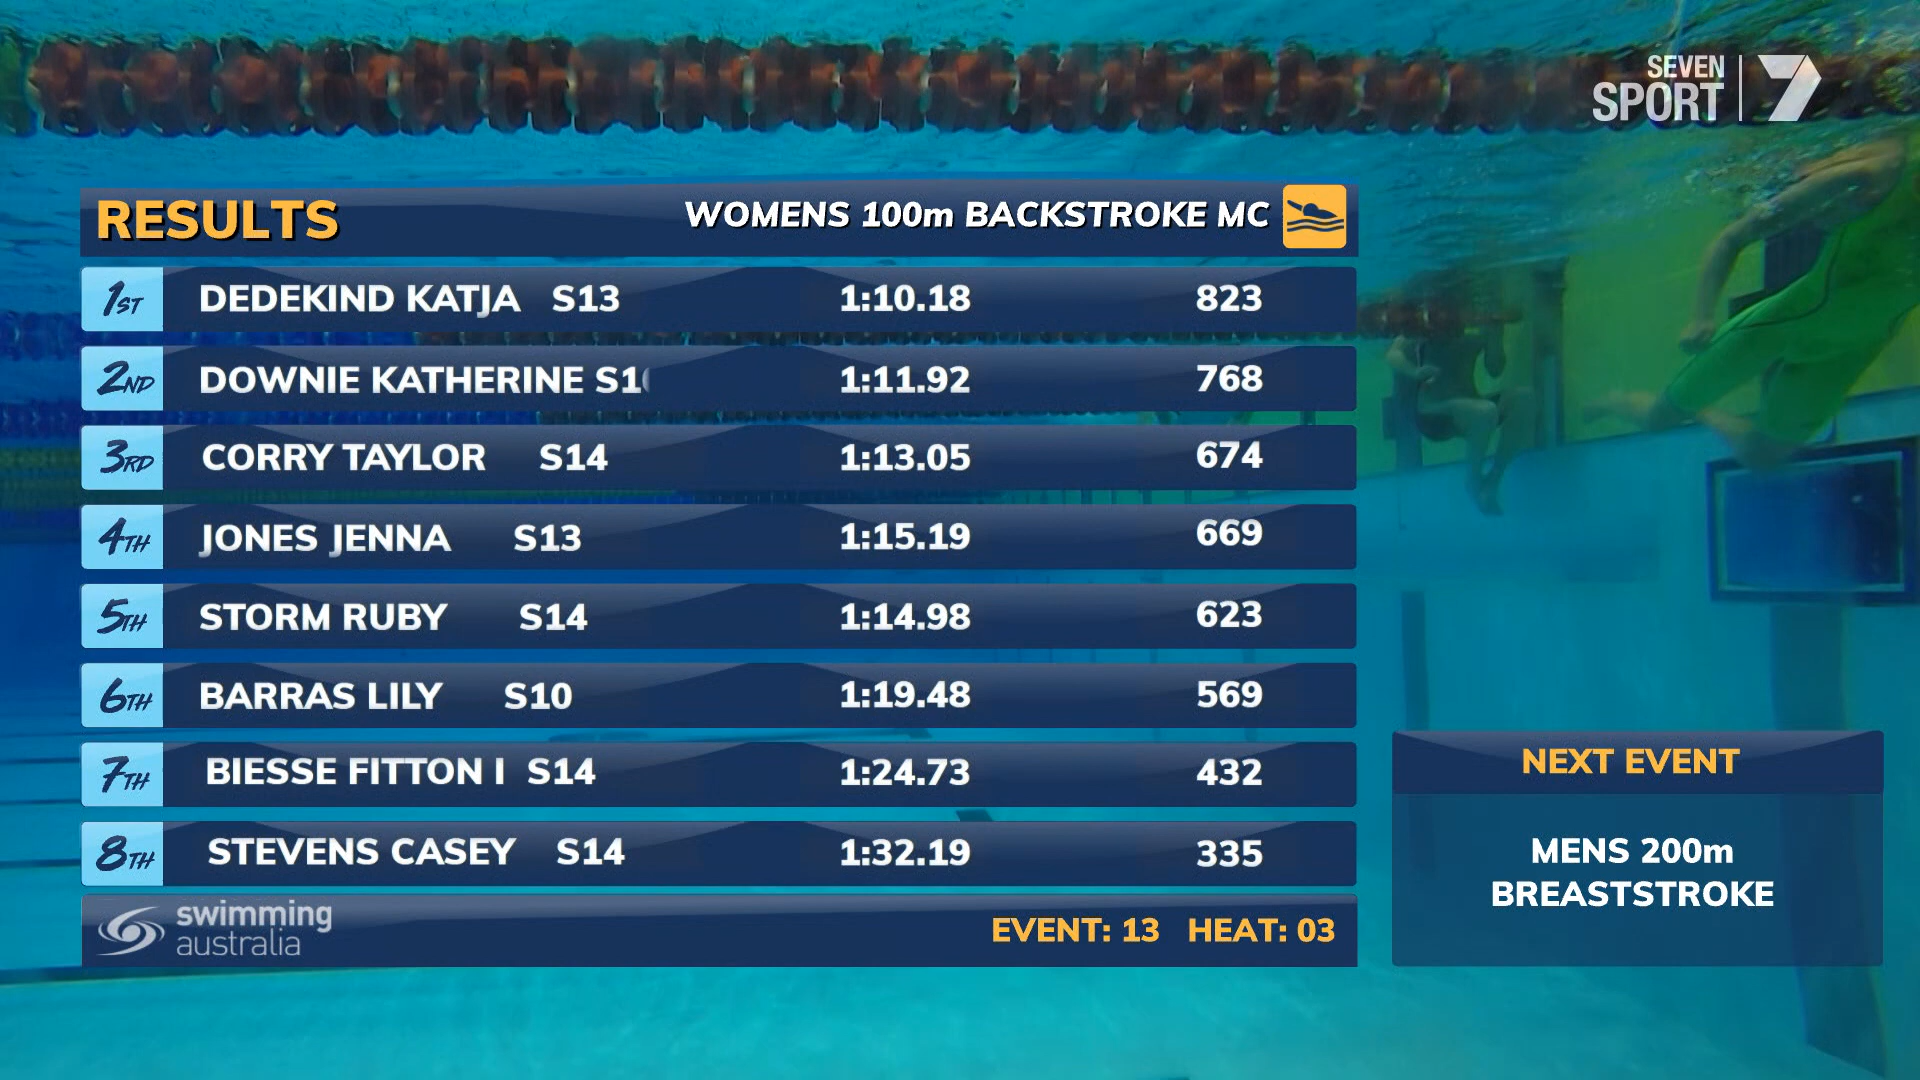 SEVEN
SPORT 7
RESULTS WOMENS 100m BACKSTROKE MC
1ST DEDEKIND KATJA S13 1:10.18 823
2ND DOWNIE KATHERINE 1:11.92 768
3RD CORRY TAYLOR S14 1:13.05 674
4TH JONES JENNA S13 1:15.19 669
5TH STORM RUBY S14 1:14.98 623
6TH BARRAS LILY S10 1:19.48 569
7TH BIESSE FITTON I S14 1:24.73 432
8TH STEVENS CASEY S14 1:32.19 335
swimming
australia
EVENT: 13 HEAT: 03
NEXT EVENT
MENS 200m
BREASTSTROKE